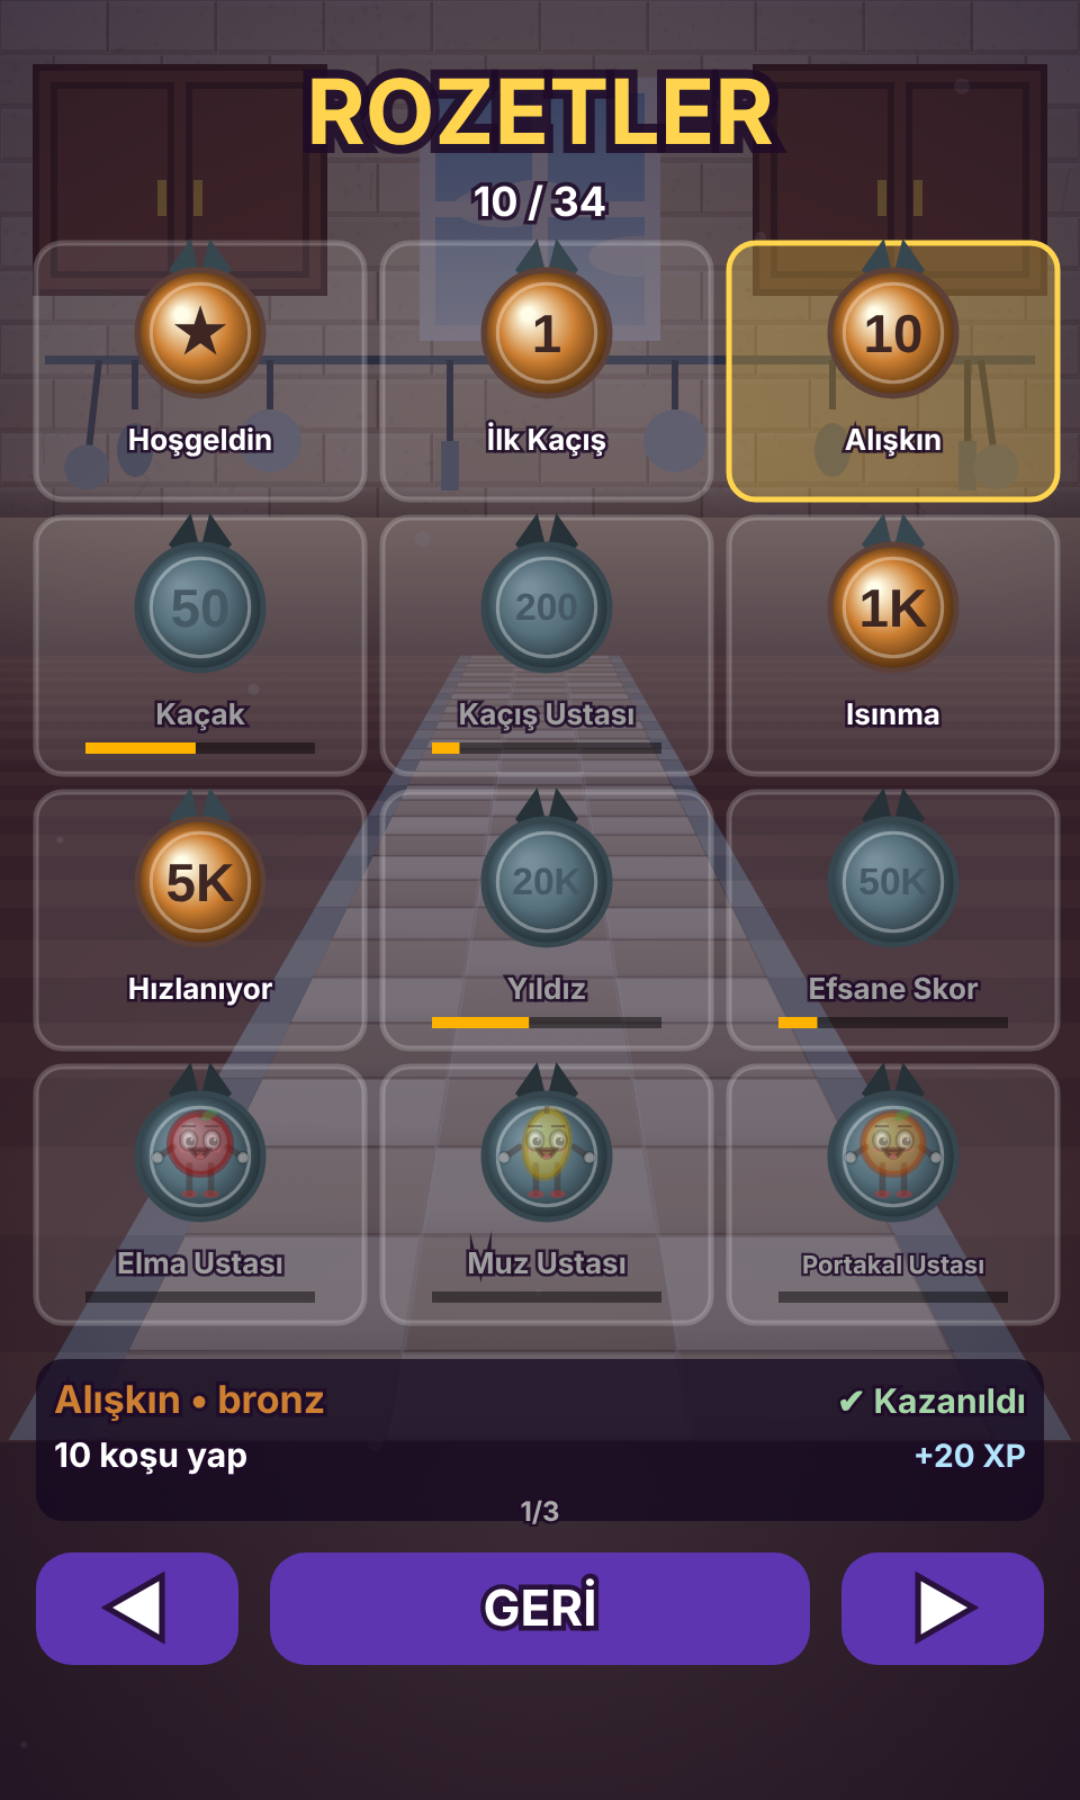 ROZETLER
10 / 34
★ 1 10
Hoşgeldin İlk Kaçış Alışkın
50 200 1K
Kaçak Kaçış Ustası Isınma
5K 20K 50K
Hızlanıyor Yıldız Efsane Skor
Elma Ustası Muz Ustası Portakal Ustası
Alışkın • bronz ✔ Kazanıldı
10 koşu yap +20 XP
1/3
GERİ